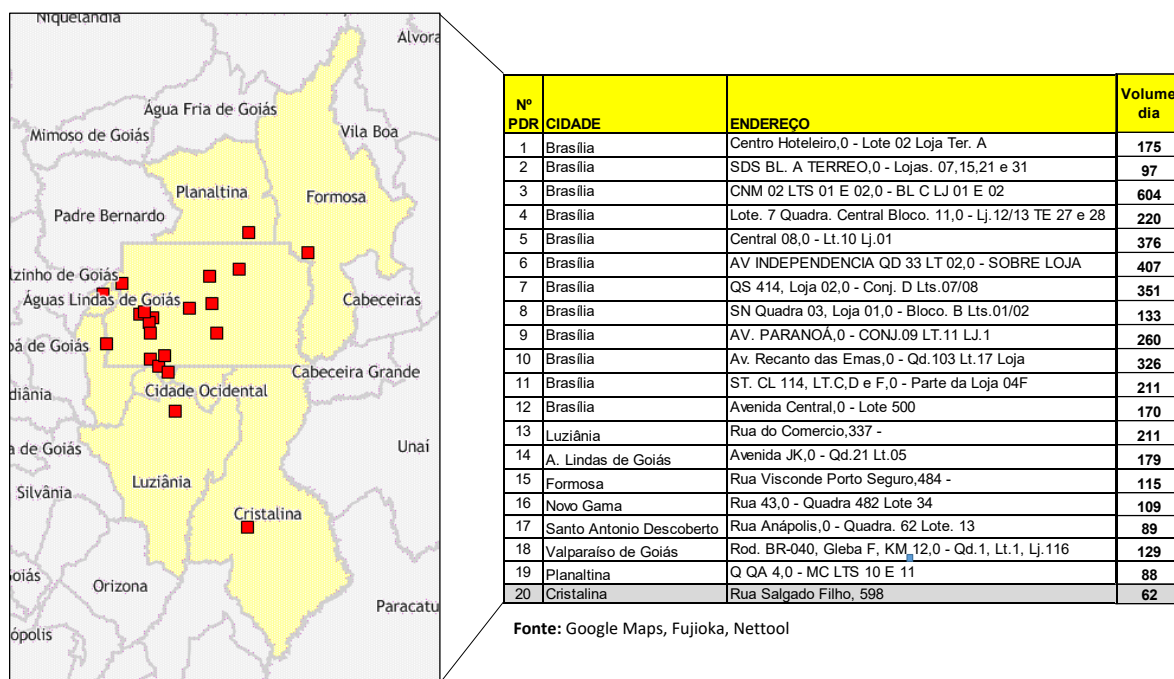 Niquelandia
Alvora
Água Fria de Goiás
Mimoso de Goiás
Vila Boa
Planaltina
Formosa
Padre Bernardo
lzinho de Goiás
Águas Lindas de Goiás
Cabeceiras
bá de Goiás
Cabeceira Grande
diânia
Cidade Ocidental
a de Goiás
Unaí
Luziânia
Silvânia
Cristalina
oiás
Orizona
Paracatu
ópolis
Nº PDR CIDADE ENDEREÇO Volume dia
1 Brasília Centro Hoteleiro,0 - Lote 02 Loja Ter. A 175
2 Brasília SDS BL. A TERREO,0 - Lojas. 07,15,21 e 31 97
3 Brasília CNM 02 LTS 01 E 02,0 - BL C LJ 01 E 02 604
4 Brasília Lote. 7 Quadra. Central Bloco. 11,0 - Lj.12/13 TE 27 e 28 220
5 Brasília Central 08,0 - Lt.10 Lj.01 376
6 Brasília AV INDEPENDENCIA QD 33 LT 02,0 - SOBRE LOJA 407
7 Brasília QS 414, Loja 02,0 - Conj. D Lts.07/08 351
8 Brasília SN Quadra 03, Loja 01,0 - Bloco. B Lts.01/02 133
9 Brasília AV. PARANOÁ,0 - CONJ.09 LT.11 LJ.1 260
10 Brasília Av. Recanto das Emas,0 - Qd.103 Lt.17 Loja 326
11 Brasília ST. CL 114, LT.C,D e F,0 - Parte da Loja 04F 211
12 Brasília Avenida Central,0 - Lote 500 170
13 Luziânia Rua do Comercio,337 - 211
14 A. Lindas de Goiás Avenida JK,0 - Qd.21 Lt.05 179
15 Formosa Rua Visconde Porto Seguro,484 - 115
16 Novo Gama Rua 43,0 - Quadra 482 Lote 34 109
17 Santo Antonio Descoberto Rua Anápolis,0 - Quadra. 62 Lote. 13 89
18 Valparaíso de Goiás Rod. BR-040, Gleba F, KM 12,0 - Qd.1, Lt.1, Lj.116 129
19 Planaltina Q QA 4,0 - MC LTS 10 E 11 88
20 Cristalina Rua Salgado Filho, 598 62
Fonte: Google Maps, Fujioka, Nettool